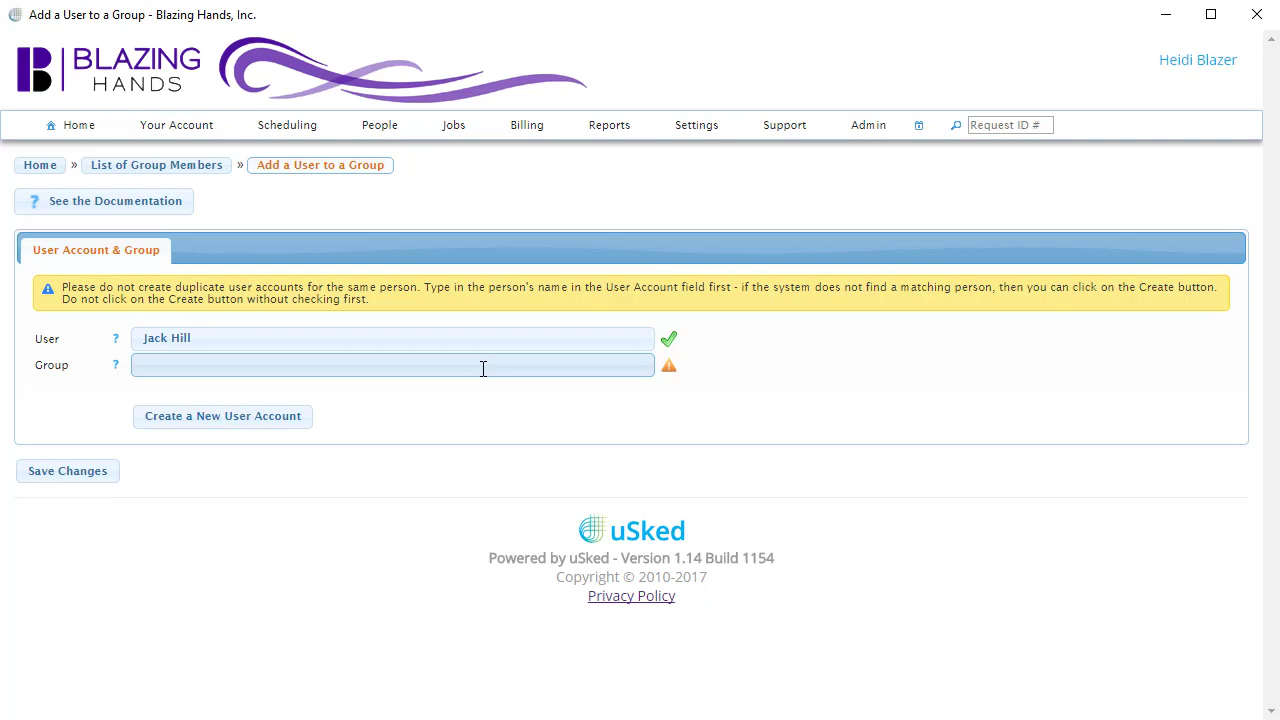 Add a User to a Group - Blazing Hands, Inc.
BLAZING
HANDS
Heidi Blazer
Home Your Account Scheduling People Jobs Billing Reports Settings Support Admin Request ID #
Home » List of Group Members » Add a User to a Group
? See the Documentation
User Account & Group
Please do not create duplicate user accounts for the same person. Type in the person's name in the User Account field first - if the system does not find a matching person, then you can click on the Create button.
Do not click on the Create button without checking first.
User ? Jack Hill
Group ?
Create a New User Account
Save Changes
uSked
Powered by uSked - Version 1.14 Build 1154
Copyright © 2010-2017
Privacy Policy